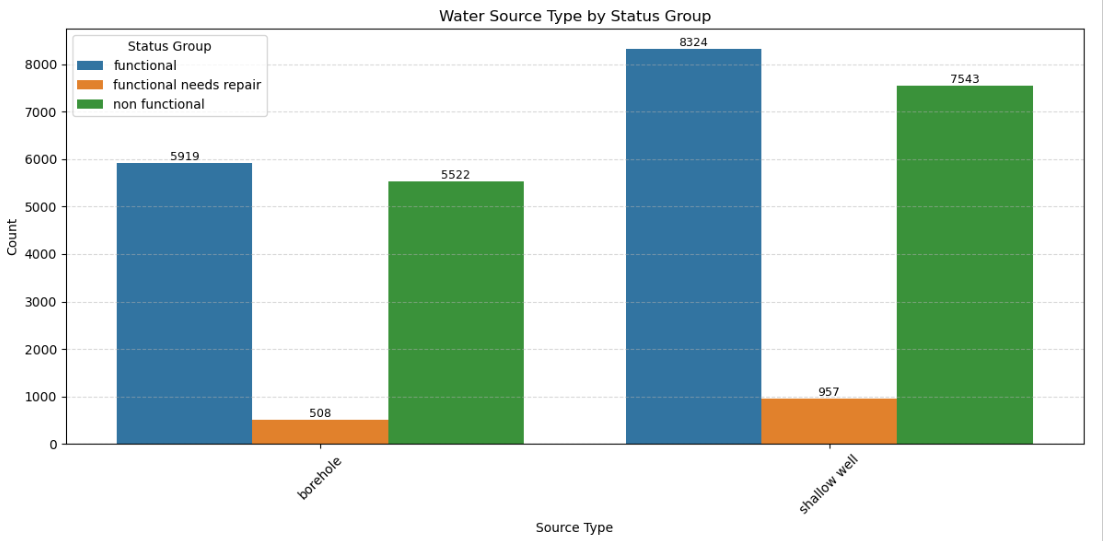 Water Source Type by Status Group
Status Group
functional
functional needs repair
non functional
8000
7000
6000
5000
4000
3000
2000
1000
0
Count
5919
508
5522
8324
957
7543
borehole
shallow well
Source Type